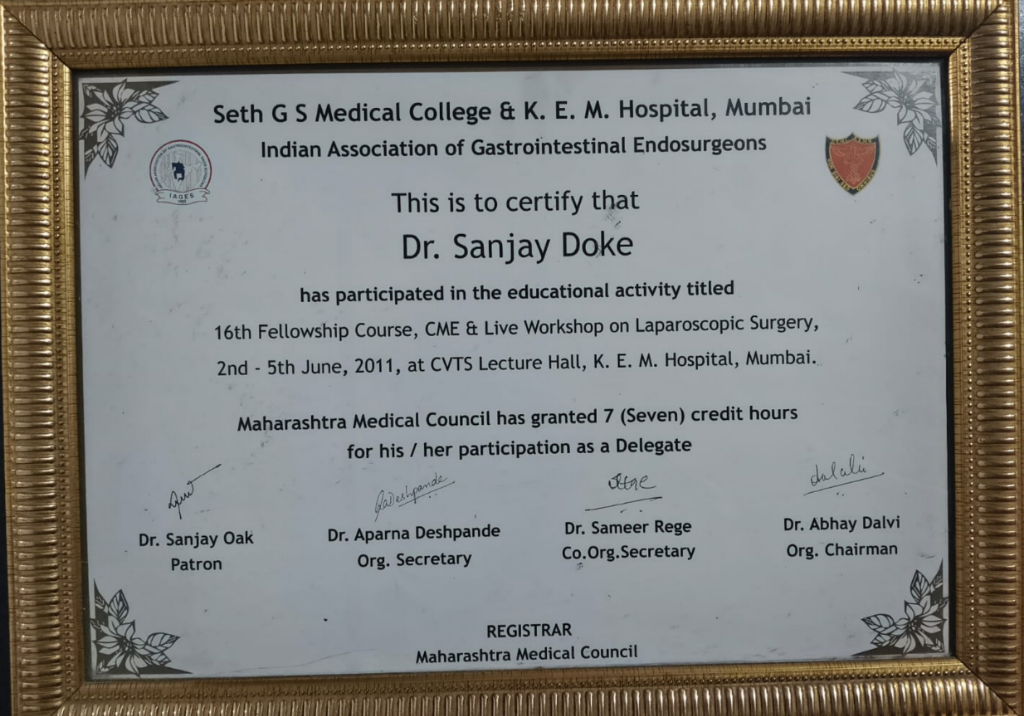 Seth G S Medical College & K. E. M. Hospital, Mumbai
Indian Association of Gastrointestinal Endosurgeons
IAGES
This is to certify that
Dr. Sanjay Doke
has participated in the educational activity titled
16th Fellowship Course, CME & Live Workshop on Laparoscopic Surgery,
2nd - 5th June, 2011, at CVTS Lecture Hall, K. E. M. Hospital, Mumbai.
Maharashtra Medical Council has granted 7 (Seven) credit hours
for his / her participation as a Delegate
Dr. Sanjay Oak
Patron
Deshpande
Dr. Aparna Deshpande
Org. Secretary
Dr. Sameer Rege
Co.Org.Secretary
Dr. Abhay Dalvi
Org. Chairman
REGISTRAR
Maharashtra Medical Council